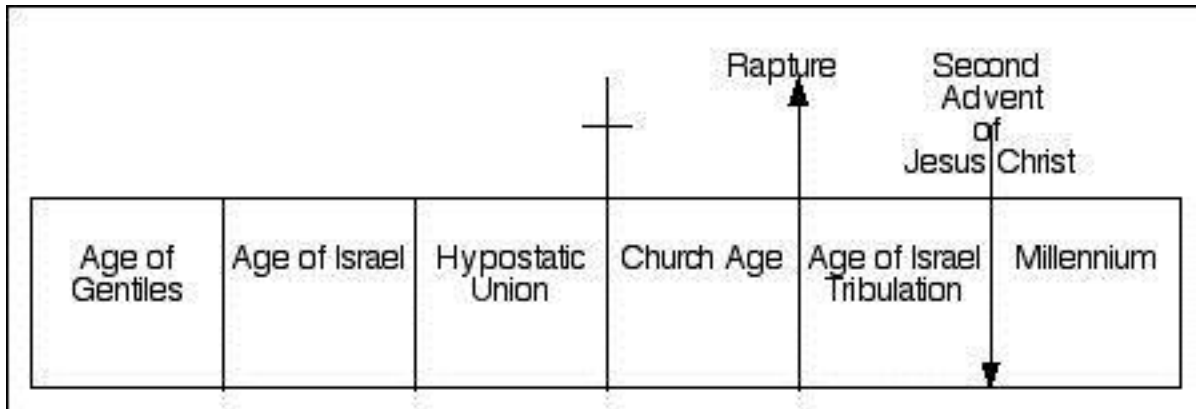 Rapture
Second
Advent
of
Jesus Christ
Age of
Gentiles
Age of Israel
Hypostatic
Union
Church Age
Age of Israel
Tribulation
Millennium